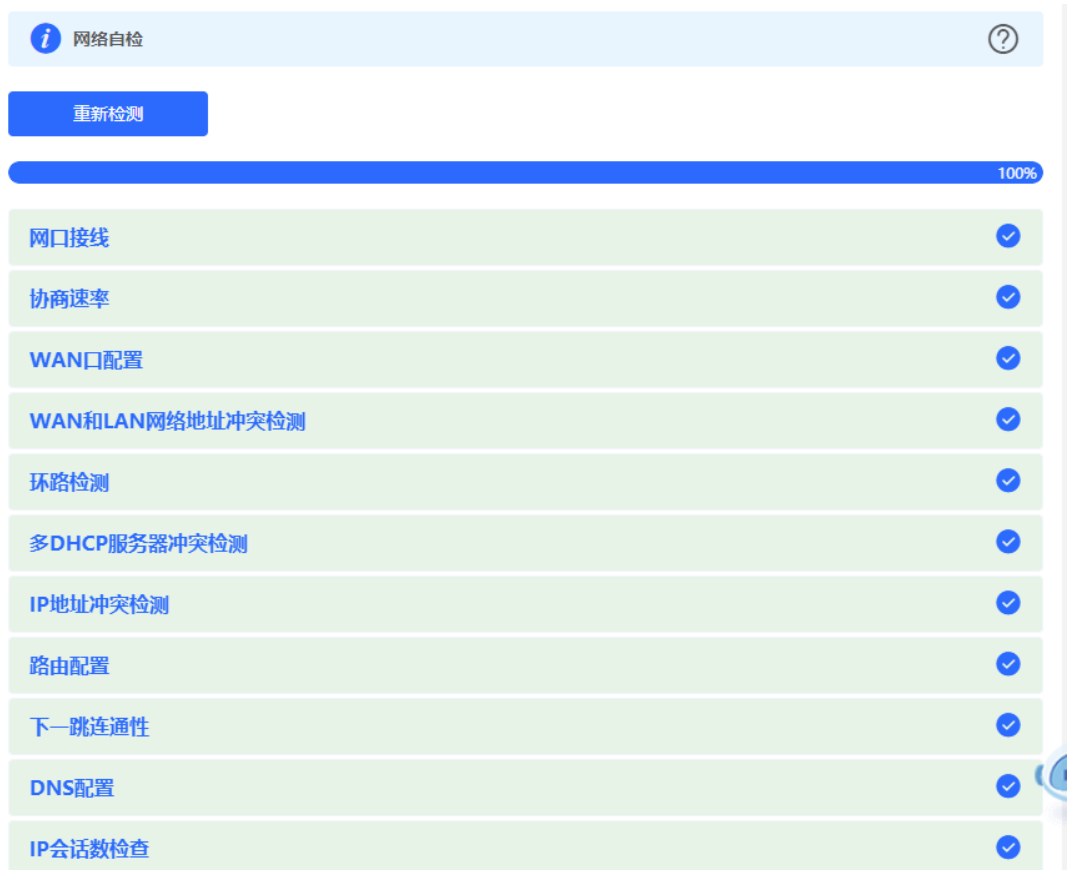 网络自检
重新检测
100%
网口接线
协商速率
WAN口配置
WAN和LAN网络地址冲突检测
环路检测
多DHCP服务器冲突检测
IP地址冲突检测
路由配置
下一跳连通性
DNS配置
IP会话数检查